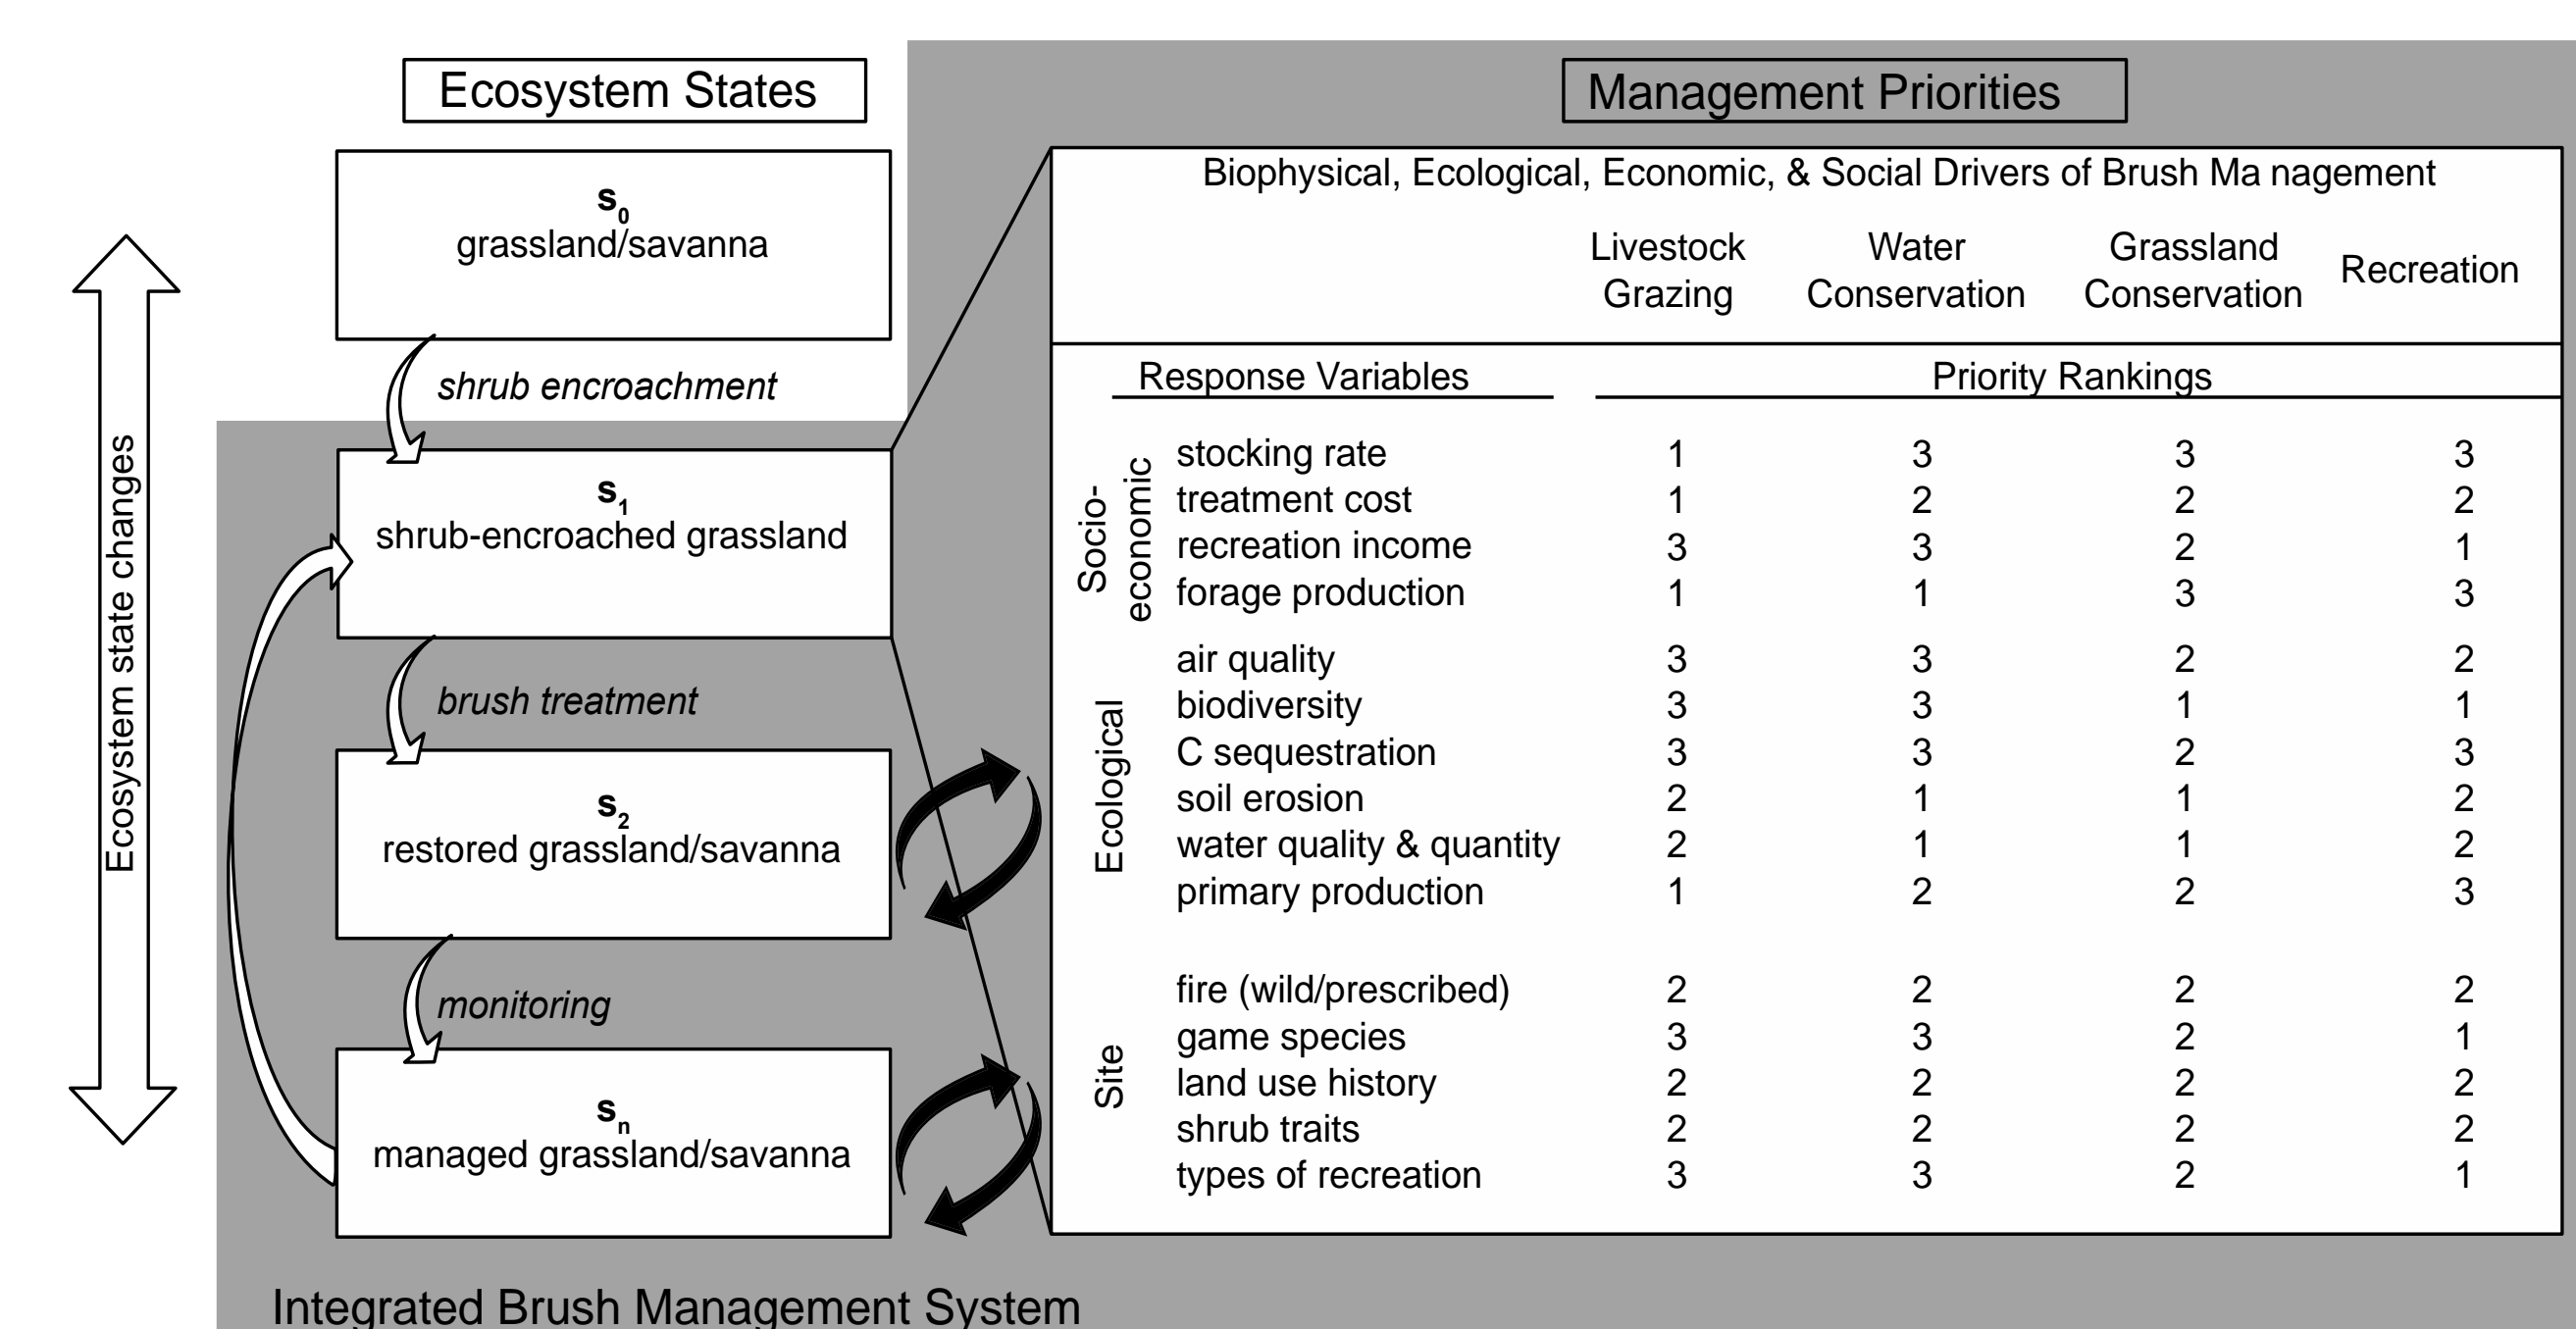 Ecosystem States
Management Priorities
s0
grassland/savanna
shrub encroachment
s1
shrub-encroached grassland
brush treatment
s2
restored grassland/savanna
monitoring
sn
managed grassland/savanna
Ecosystem state changes
Integrated Brush Management System
Biophysical, Ecological, Economic, & Social Drivers of Brush Ma nagement
Livestock Grazing
Water Conservation
Grassland Conservation
Recreation
Response Variables Priority Rankings
Socio-economic
stocking rate 1 3 3 3
treatment cost 1 2 2 2
recreation income 3 3 2 1
forage production 1 1 3 3
Ecological
air quality 3 3 2 2
biodiversity 3 3 1 1
C sequestration 3 3 2 3
soil erosion 2 1 1 2
water quality & quantity 2 1 1 2
primary production 1 2 2 3
Site
fire (wild/prescribed) 2 2 2 2
game species 3 3 2 1
land use history 2 2 2 2
shrub traits 2 2 2 2
types of recreation 3 3 2 1